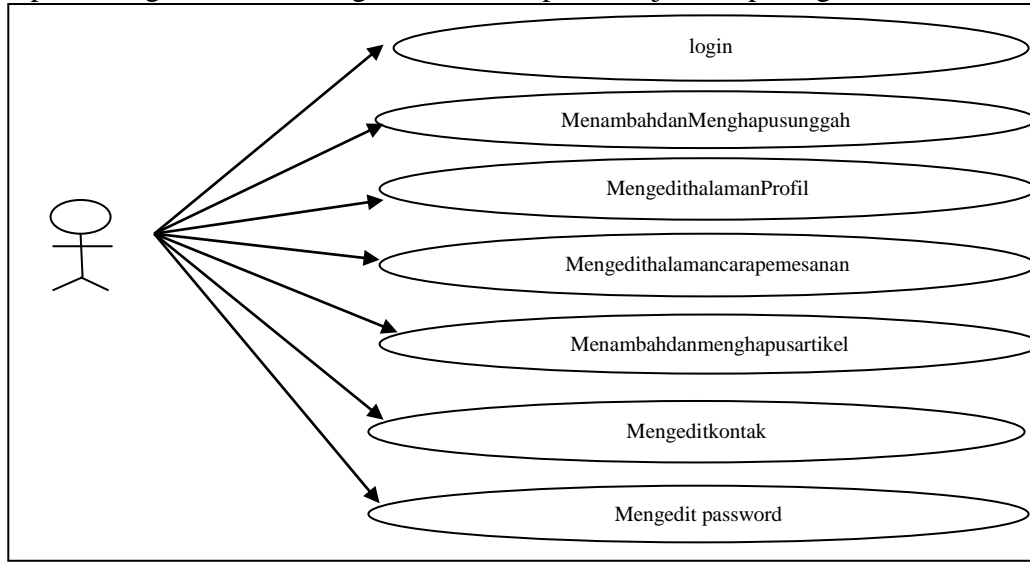 login
MenambahdanMenghapusunggah
MengedithalamanProfil
Mengedithalamancarapemesanan
Menambahdanmenghapusartikel
Mengeditkontak
Mengedit password